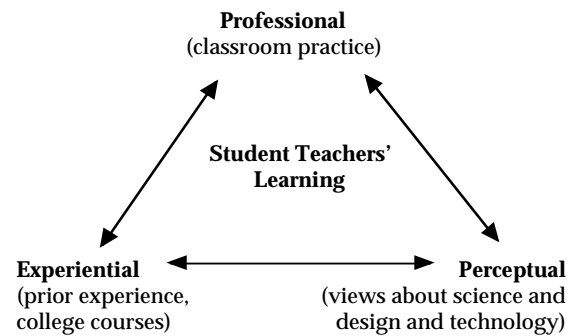 Professional
(classroom practice)
Student Teachers’
Learning
Experiential
(prior experience,
college courses)
Perceptual
(views about science and
design and technology)